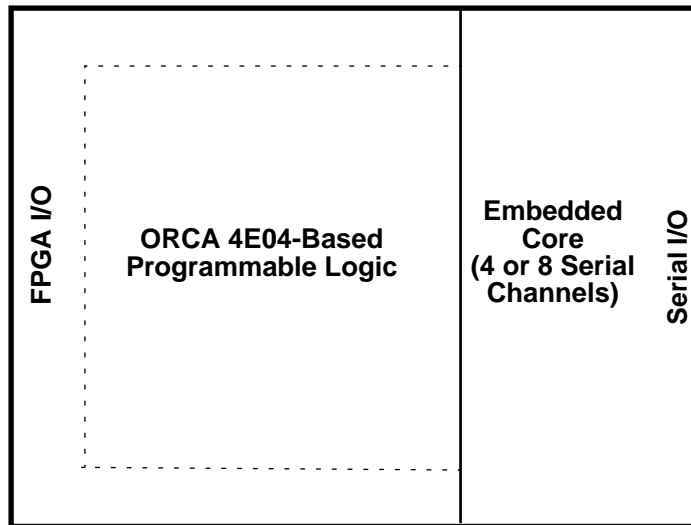 FPGA I/O
ORCA 4E04-Based
Programmable Logic
Embedded
Core
(4 or 8 Serial
Channels)
Serial I/O